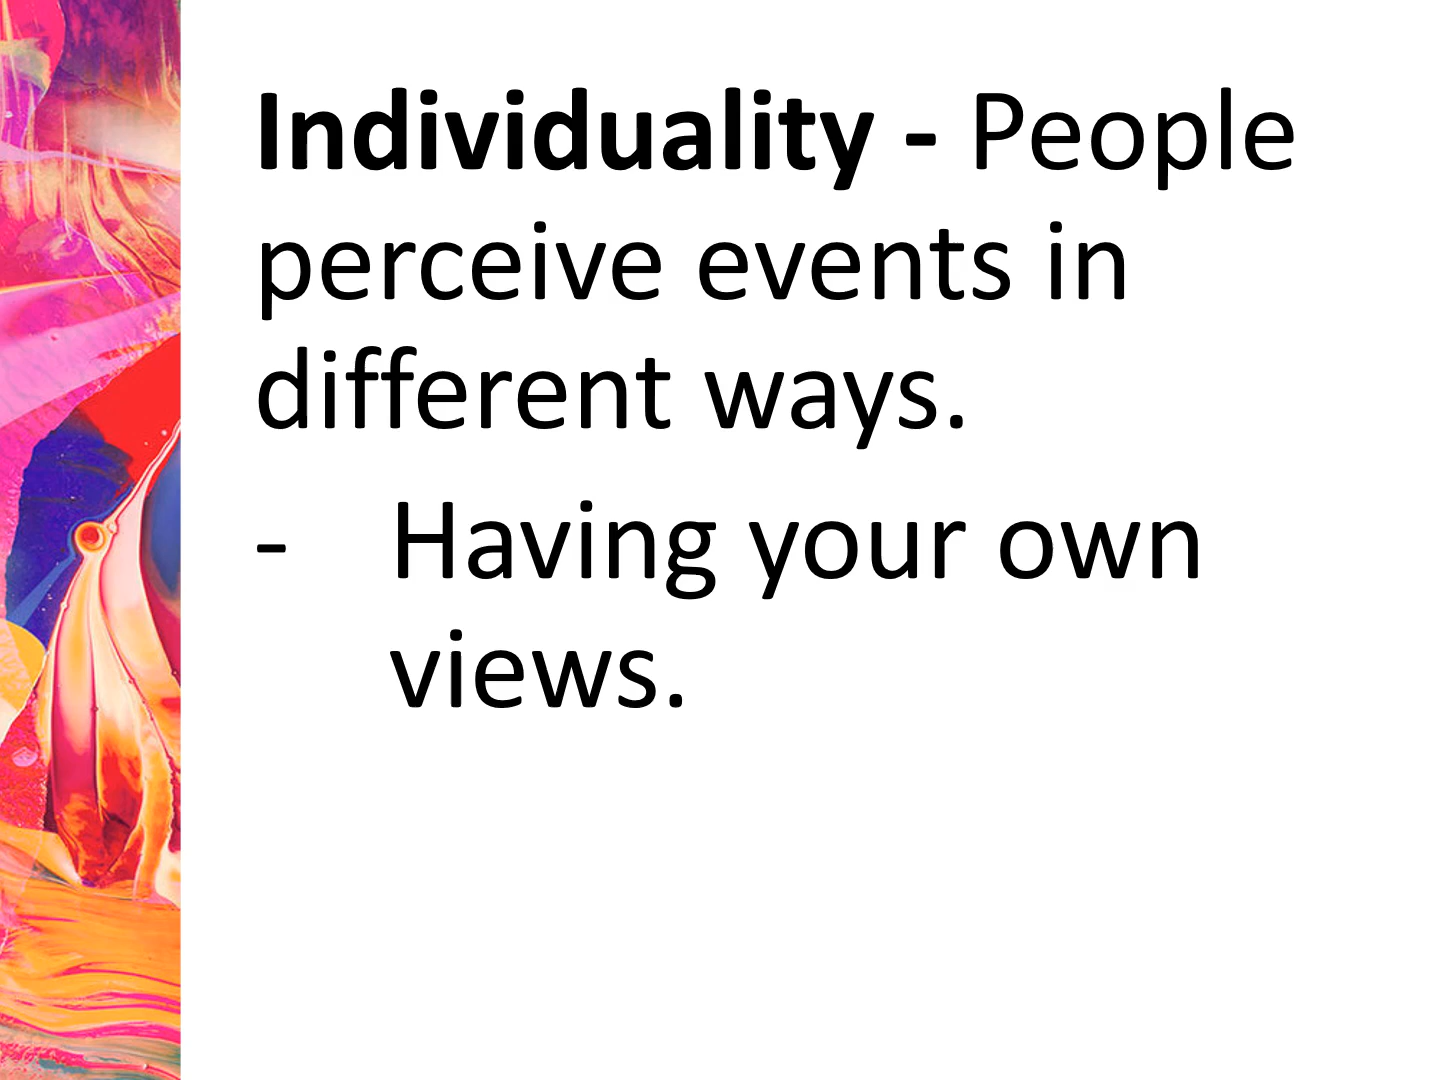 Individuality - People
perceive events in
different ways.
- Having your own
views.